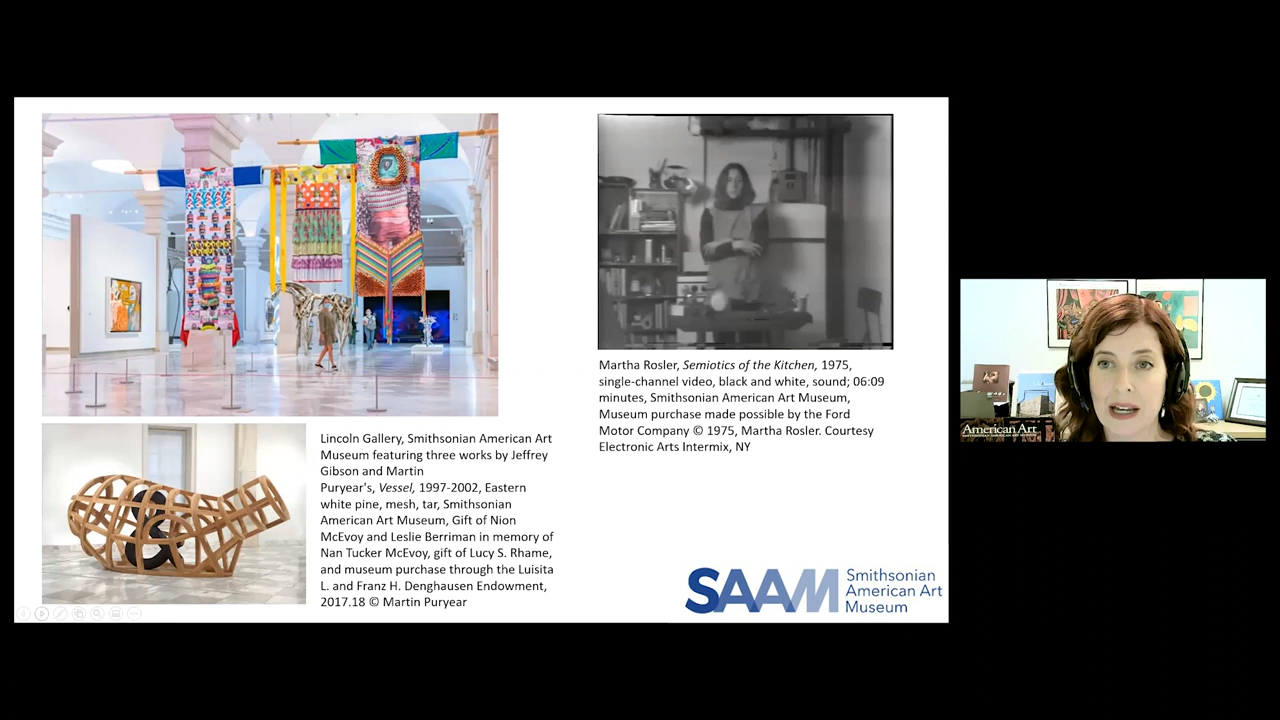 Martha Rosler, Semiotics of the Kitchen, 1975,
single-channel video, black and white, sound; 06:09
minutes, Smithsonian American Art Museum,
Museum purchase made possible by the Ford
Motor Company © 1975, Martha Rosler. Courtesy
Electronic Arts Intermix, NY
Lincoln Gallery, Smithsonian American Art
Museum featuring three works by Jeffrey
Gibson and Martin
Puryear's, Vessel, 1997-2002, Eastern
white pine, mesh, tar, Smithsonian
American Art Museum, Gift of Nion
McEvoy and Leslie Berriman in memory of
Nan Tucker McEvoy, gift of Lucy S. Rhame,
and museum purchase through the Luisita
L. and Franz H. Denghausen Endowment,
2017.18 © Martin Puryear
SAAM
Smithsonian
American Art
Museum
American Art